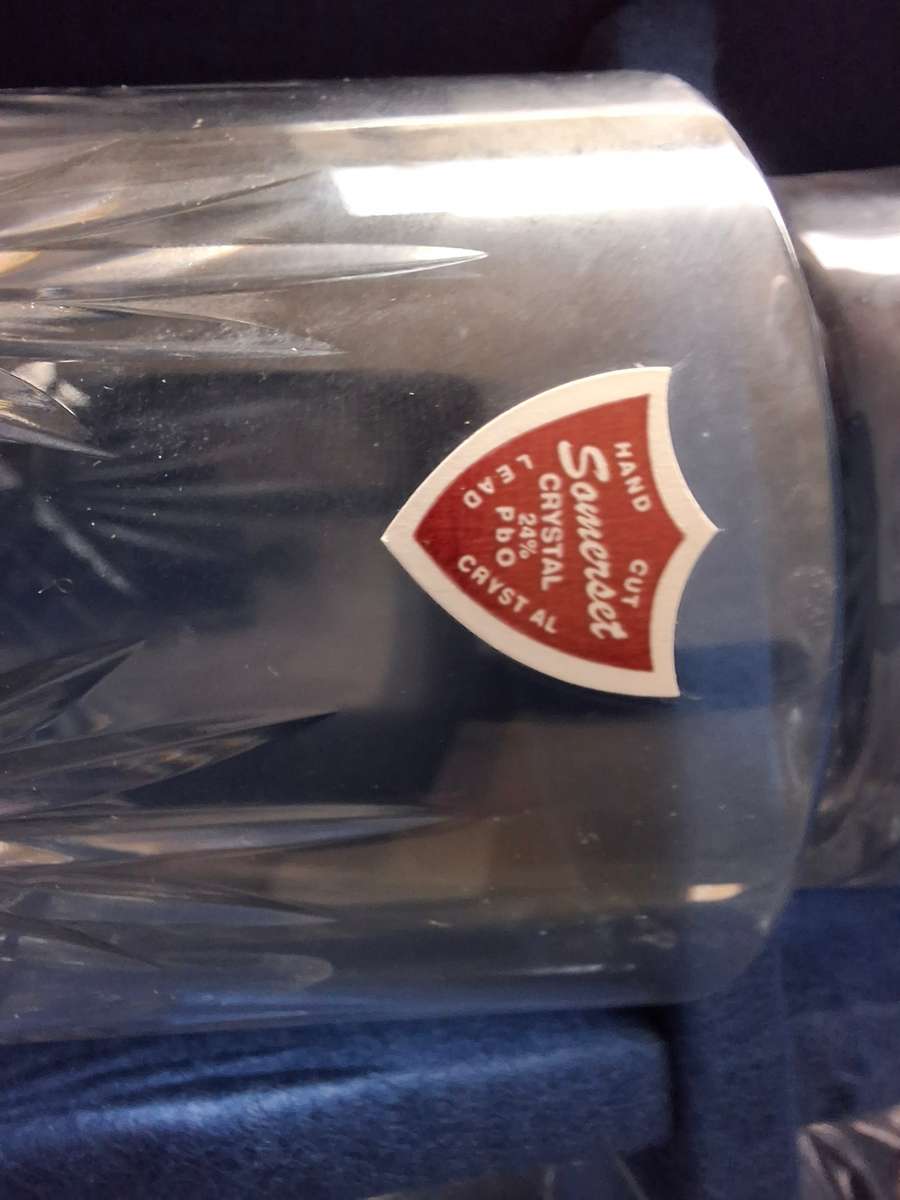 HAND CUT
Somerset
CRYSTAL
24%
PbO
LEAD CRYSTAL